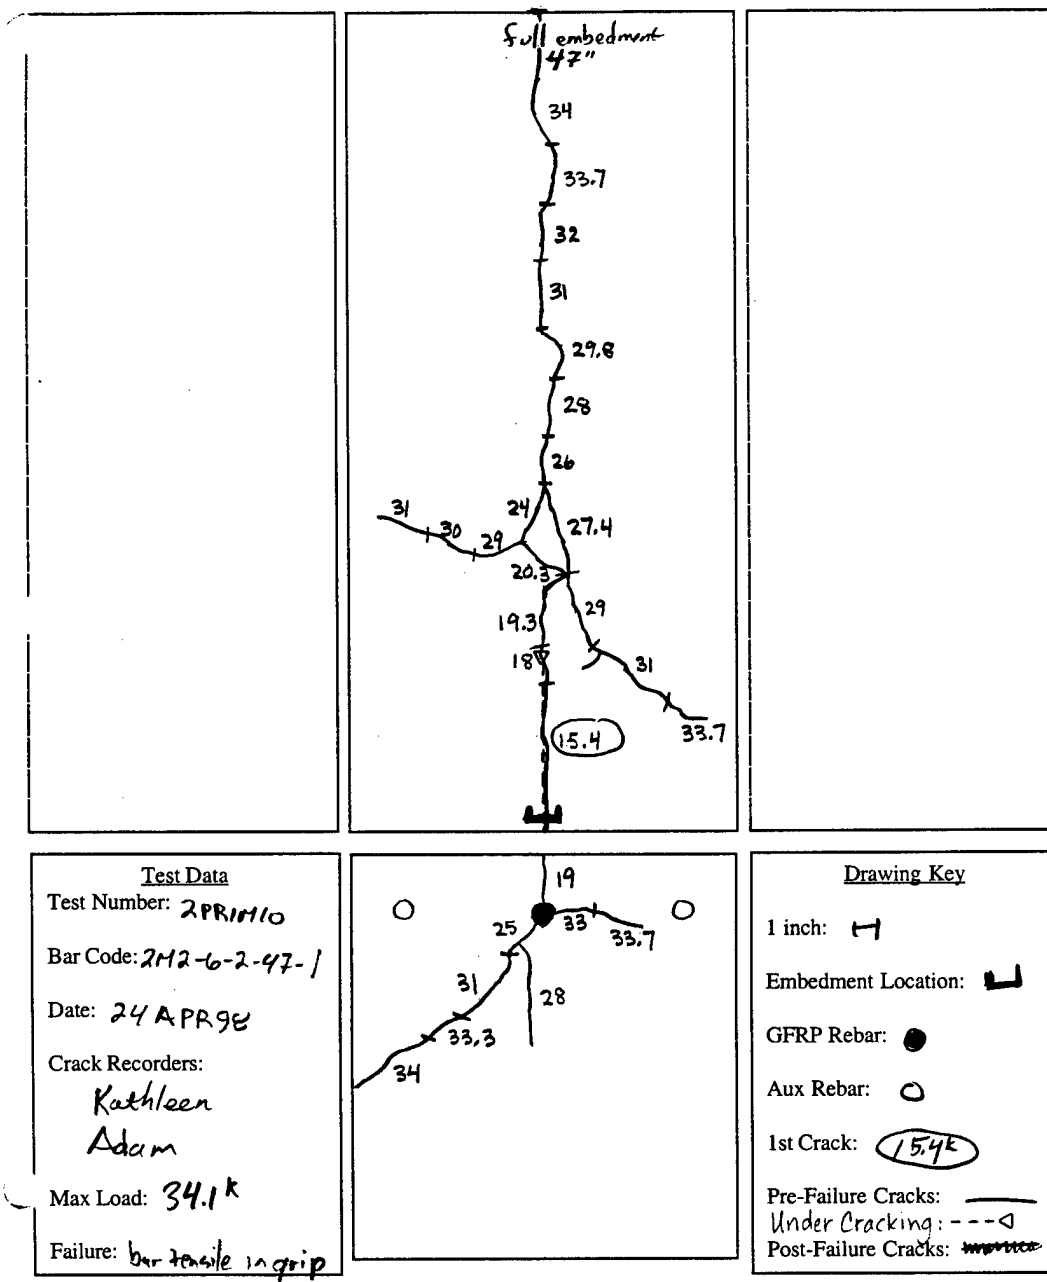 full embedment
47"
34
33.7
32
31
29.8
28
26
24
27.4
31
30
29
20.3
29
19.3
18
31
33.7
15.4
Test Data
Test Number: 2PR1M10
Bar Code: 2M2-6-2-47-1
Date: 24 APR 98
Crack Recorders:
Kathleen
Adam
Max Load: 34.1k
Failure: bar tensile in grip
19
25
33
33.7
31
28
33.3
34
Drawing Key
1 inch:
Embedment Location:
GFRP Rebar:
Aux Rebar:
1st Crack: 15.4k
Pre-Failure Cracks:
Under Cracking:
Post-Failure Cracks: